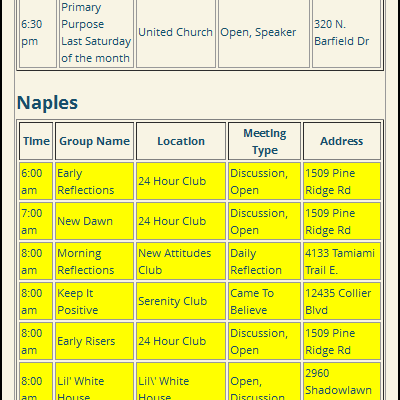 6:30 pm | Primary Purpose Last Saturday of the month | United Church | Open, Speaker | 320 N. Barfield Dr
Naples
Time | Group Name | Location | Meeting Type | Address
6:00 am | Early Reflections | 24 Hour Club | Discussion, Open | 1509 Pine Ridge Rd
7:00 am | New Dawn | 24 Hour Club | Discussion, Open | 1509 Pine Ridge Rd
8:00 am | Morning Reflections | New Attitudes Club | Daily Reflection | 4133 Tamiami Trail E.
8:00 am | Keep It Positive | Serenity Club | Came To Believe | 12435 Collier Blvd
8:00 am | Early Risers | 24 Hour Club | Discussion, Open | 1509 Pine Ridge Rd
8:00 am | Lil' White House | Lil\' White House | Open, Discussion | 2960 Shadowlawn